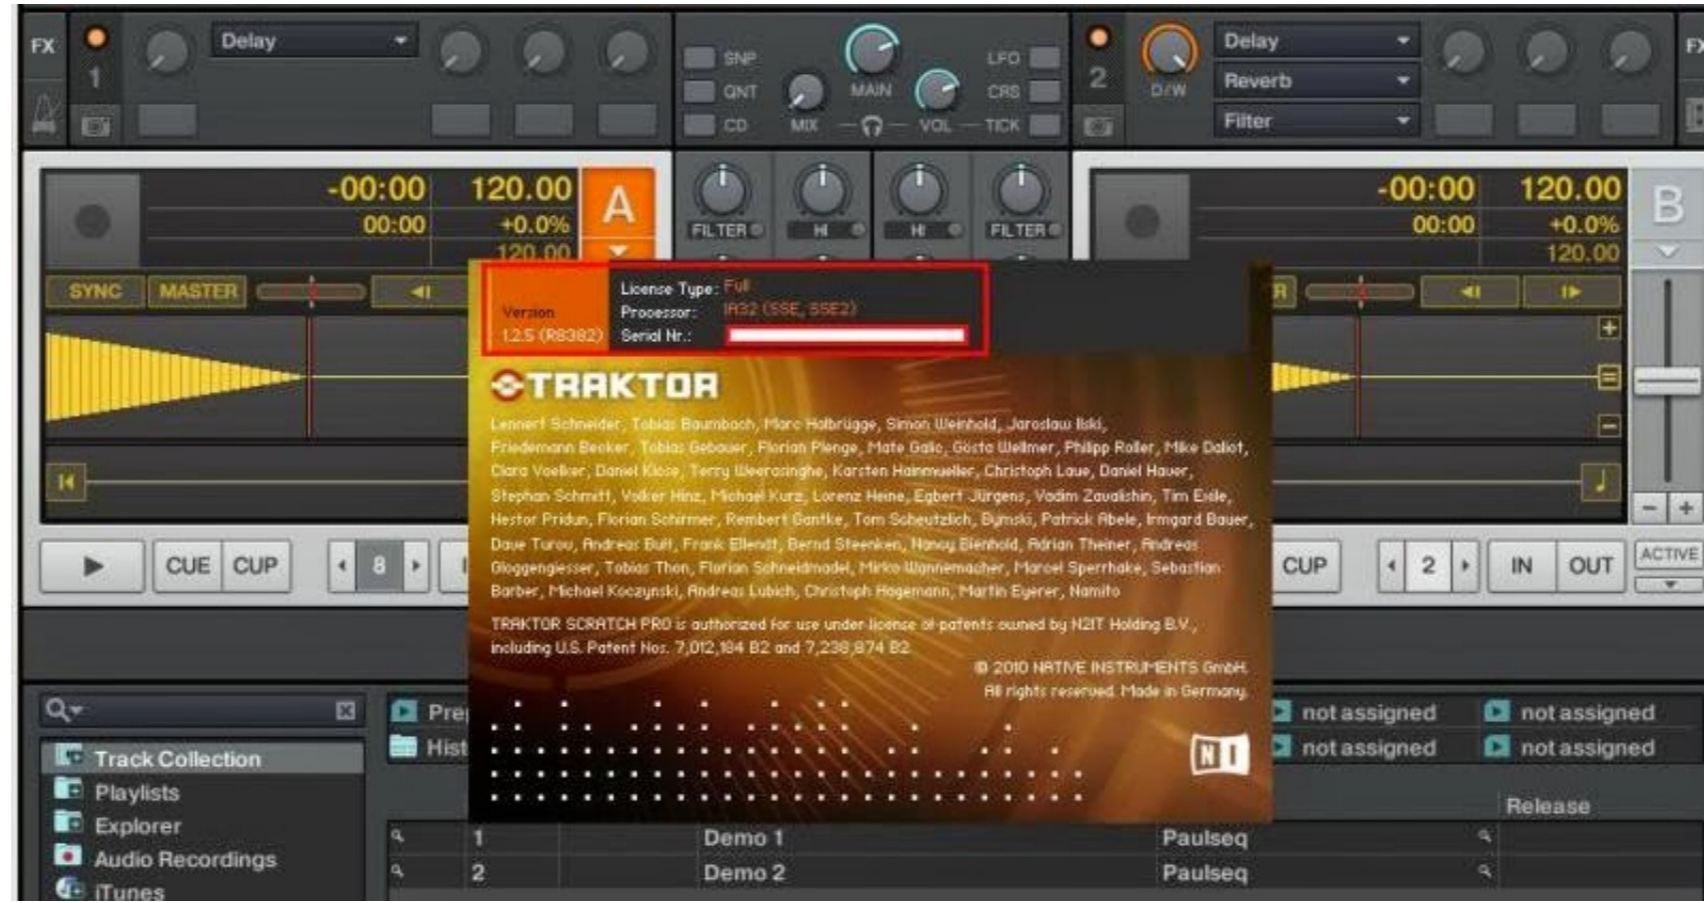 FX
1
Delay
SNP
QNT
CD
MIX
MAIN
VOL
LFO
CRS
TICK
2
D/W
Delay
Reverb
Filter
FX
-00:00 120.00
00:00 +0.0%
120.00
A
FILTER HI HI FILTER
-00:00 120.00
00:00 +0.0%
120.00
B
SYNC MASTER
Version
1.2.5 (R8382)
License Type: Full
Processor: IA32 (SSE, SSE2)
Serial Nr.:
TRAKTOR
Lennert Schneider, Tobias Baumbach, Marc Halbrügge, Simon Weinhold, Jaroslaw Ilski,
Friedemann Becker, Tobias Gebauer, Florian Plenge, Mate Galic, Gösta Wellmer, Philipp Roller, Mike Daliot,
Clara Voelker, Daniel Klose, Terry Weerasinghe, Karsten Hainmueller, Christoph Laue, Daniel Haver,
Stephan Schmitt, Volker Hinz, Michael Kurz, Lorenz Heine, Egbert Jürgens, Vadim Zavalishin, Tim Exile,
Hestor Pridun, Florian Schirmer, Rembert Gantke, Tom Scheutzlich, Bymski, Patrick Abele, Irmgard Bauer,
Dave Turov, Andreas Bulf, Frank Ellendt, Bernd Steenken, Nancy Bienhold, Adrian Theiner, Andreas
Gloggengiesser, Tobias Thon, Florian Schneidmadel, Mirko Wannemacher, Marcel Sperrhake, Sebastian
Barber, Michael Koczynski, Andreas Lubich, Christoph Hagemann, Martin Eyerer, Namito
TRAKTOR SCRATCH PRO is authorized for use under license of patents owned by N2IT Holding B.V.,
including U.S. Patent Nos. 7,012,184 B2 and 7,238,874 B2
© 2010 NATIVE INSTRUMENTS GmbH.
All rights reserved. Made in Germany.
NI
CUE CUP 8
CUP 2 IN OUT ACTIVE
Track Collection
Playlists
Explorer
Audio Recordings
iTunes
not assigned not assigned
not assigned not assigned
Release
1 Demo 1 Paulseq
2 Demo 2 Paulseq